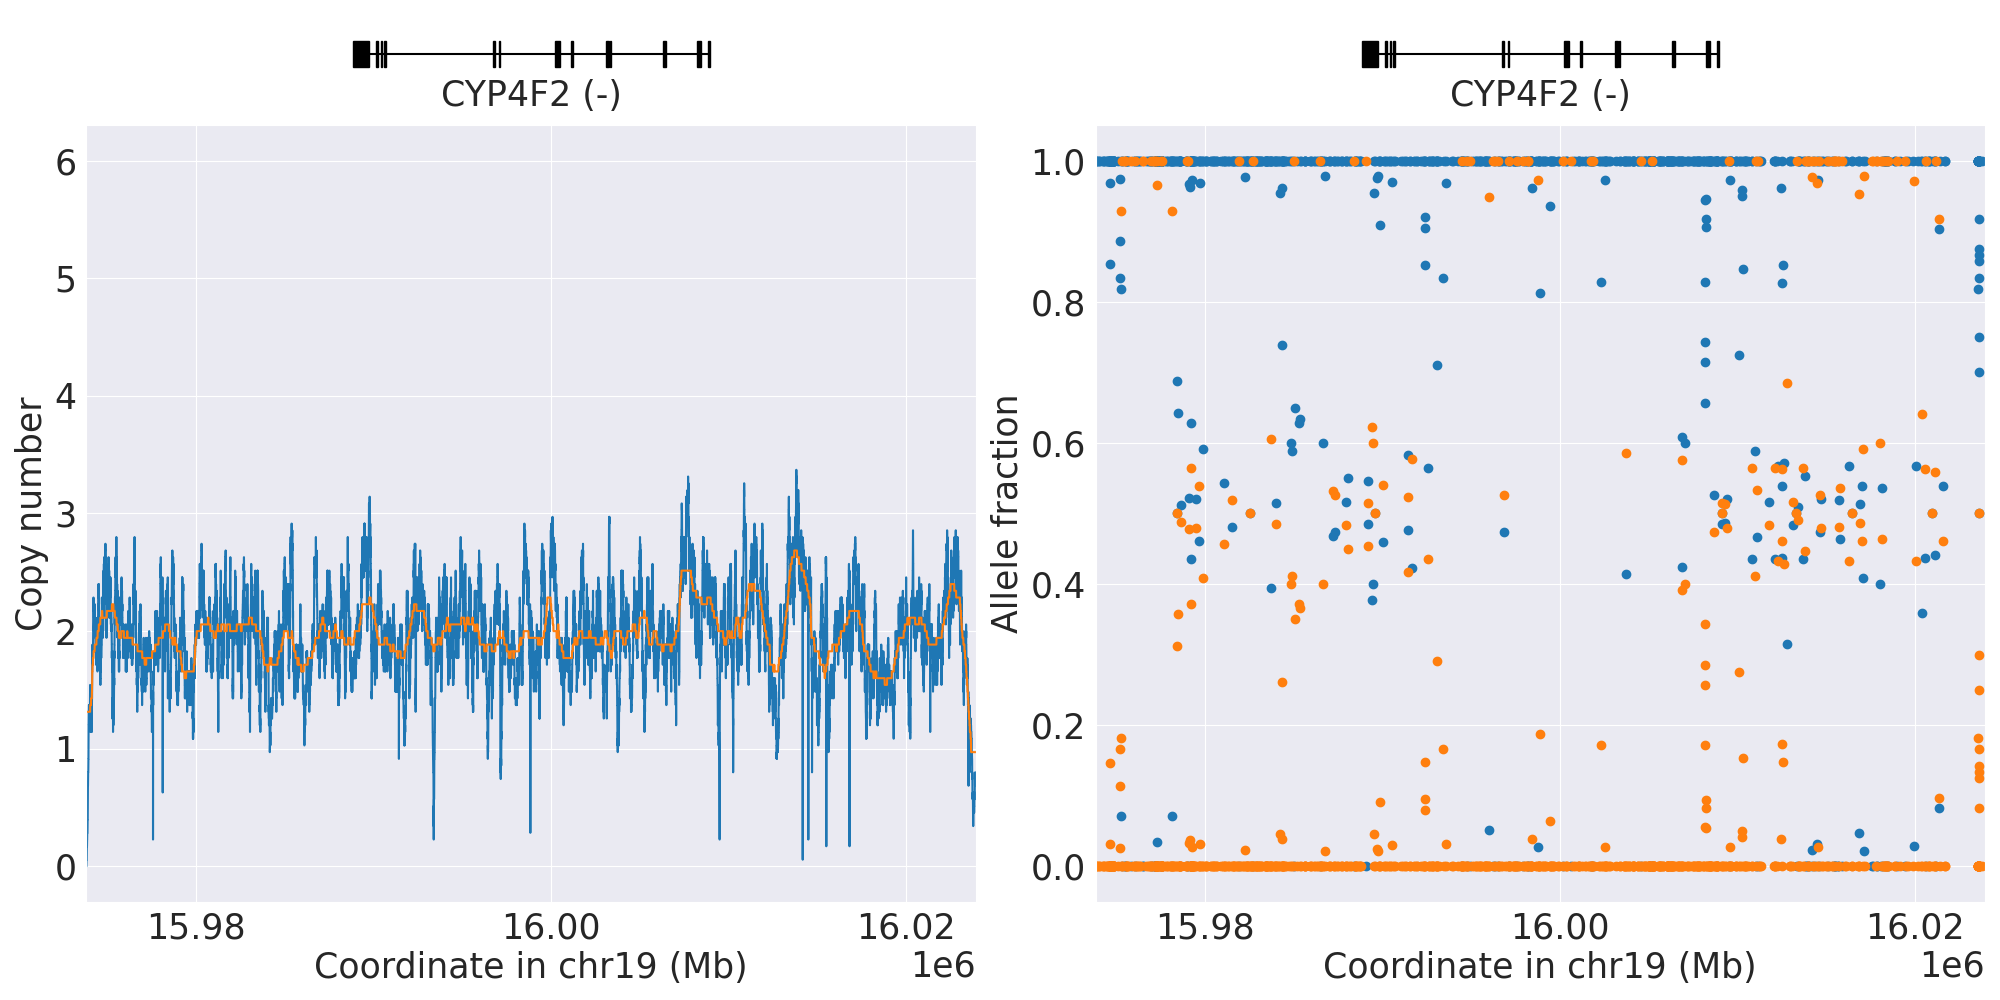 CYP4F2 (-)
6
5
4
3
2
1
0
Copy number
15.98
16.00
16.02
Coordinate in chr19 (Mb)
1e6
CYP4F2 (-)
1.0
0.8
0.6
0.4
0.2
0.0
Allele fraction
15.98
16.00
16.02
Coordinate in chr19 (Mb)
1e6